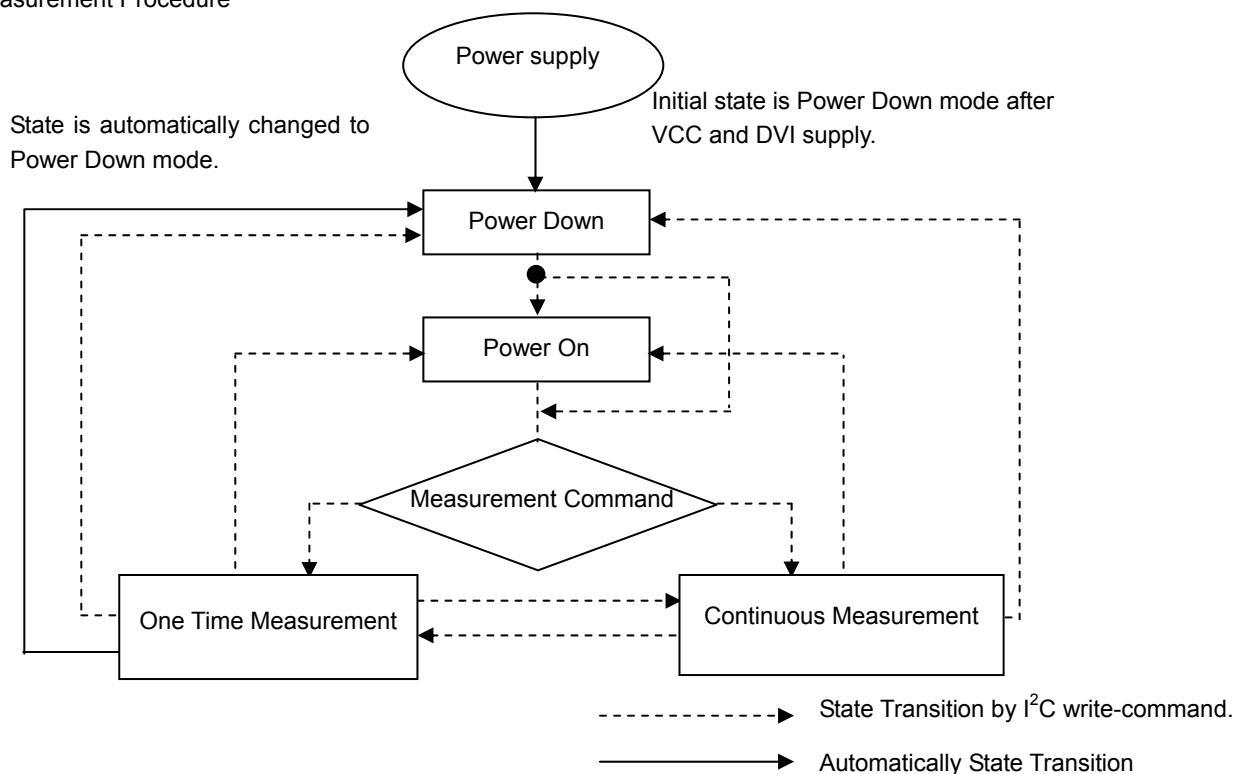 asurement Procedure
Power supply
Initial state is Power Down mode after
VCC and DVI supply.
State is automatically changed to
Power Down mode.
Power Down
Power On
Measurement Command
One Time Measurement
Continuous Measurement
State Transition by I²C write-command.
Automatically State Transition